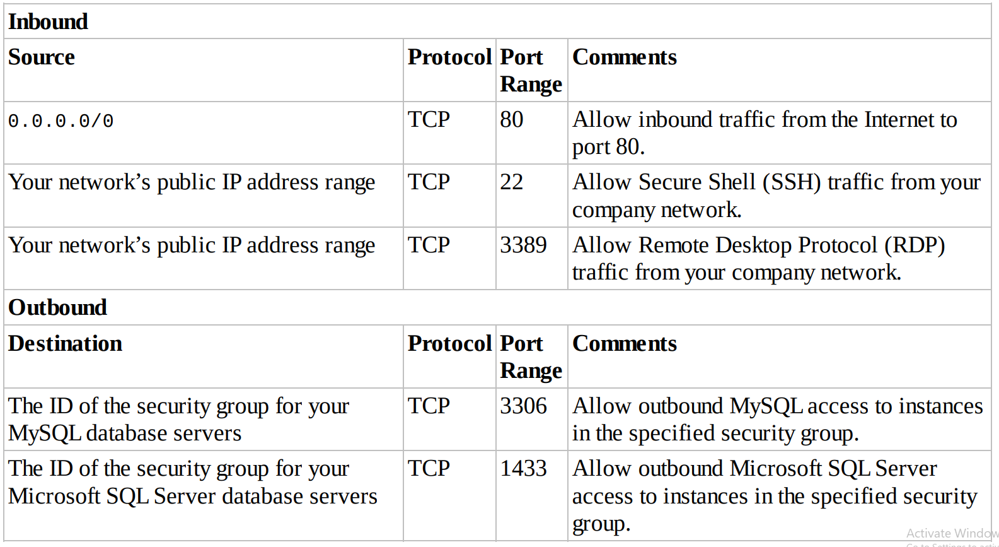 Inbound
Source Protocol Port Comments
Range
0.0.0.0/0 TCP 80 Allow inbound traffic from the Internet to
port 80.
Your network’s public IP address range TCP 22 Allow Secure Shell (SSH) traffic from your
company network.
Your network’s public IP address range TCP 3389 Allow Remote Desktop Protocol (RDP)
traffic from your company network.
Outbound
Destination Protocol Port Comments
Range
The ID of the security group for your TCP 3306 Allow outbound MySQL access to instances
MySQL database servers in the specified security group.
The ID of the security group for your TCP 1433 Allow outbound Microsoft SQL Server
Microsoft SQL Server database servers access to instances in the specified security
group.
Activate Window